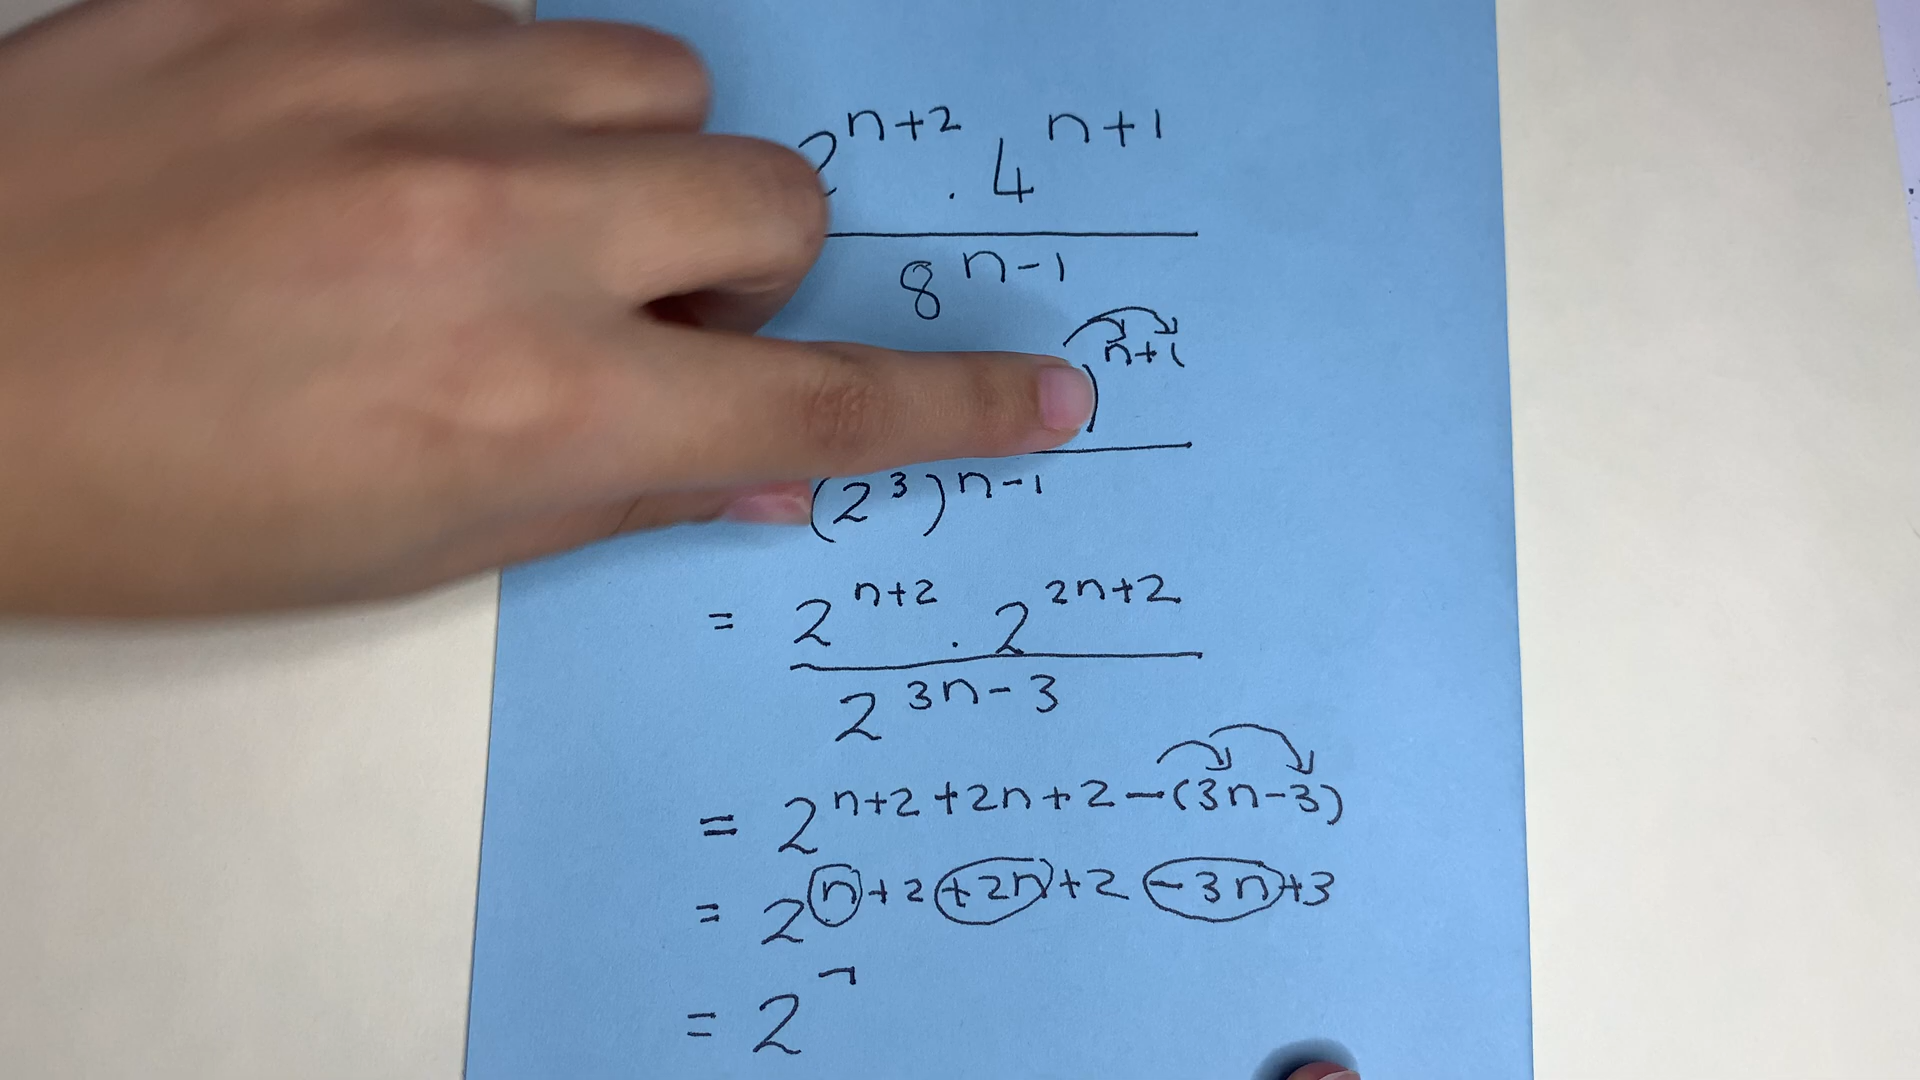 2^{n+2} . 4^{n+1}
8^{n-1}
)^{n+1}
(2^3)^{n-1}
= 2^{n+2} . 2^{2n+2}
2^{3n-3}
= 2^{n+2+2n+2-(3n-3)}
= 2^{n+2+2n+2-3n+3}
= 2^7